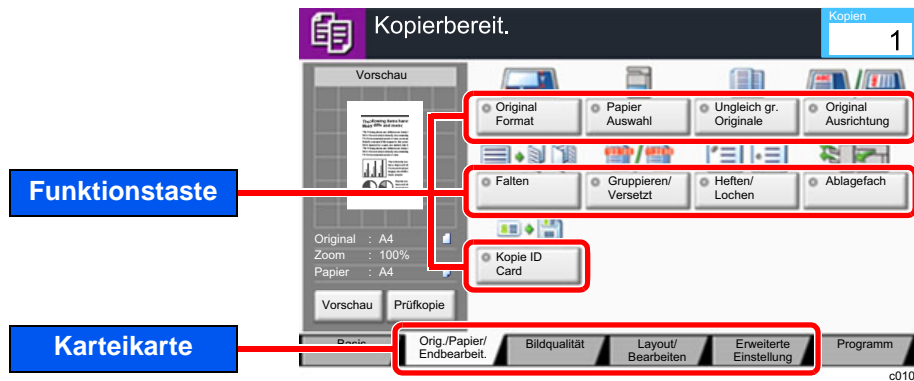 Kopierbereit.
Kopien
1
Vorschau
Original
Format
Papier
Auswahl
Ungleich gr.
Originale
Original
Ausrichtung
Funktionstaste
Falten
Gruppieren/
Versetzt
Heften/
Lochen
Ablagefach
Original : A4
Zoom : 100%
Papier : A4
Kopie ID
Card
Vorschau
Prüfkopie
Karteikarte
Basis
Orig./Papier/
Endbearbeit.
Bildqualität
Layout/
Bearbeiten
Erweiterte
Einstellung
Programm
c010